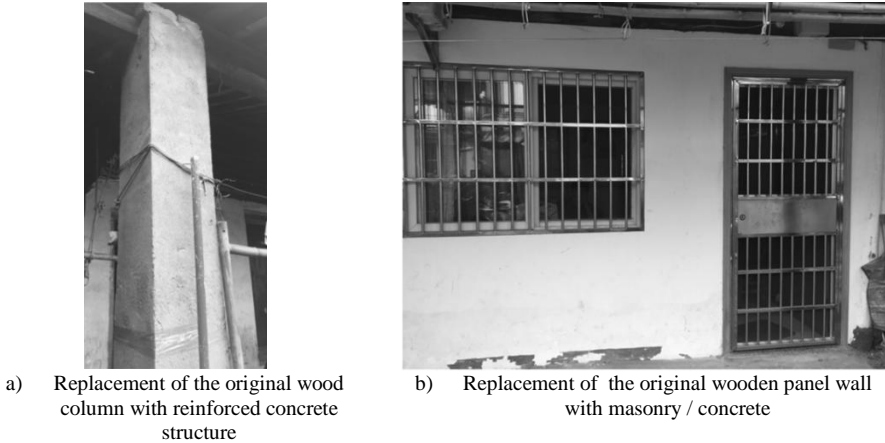 a) Replacement of the original wood
column with reinforced concrete
structure
b) Replacement of the original wooden panel wall
with masonry / concrete